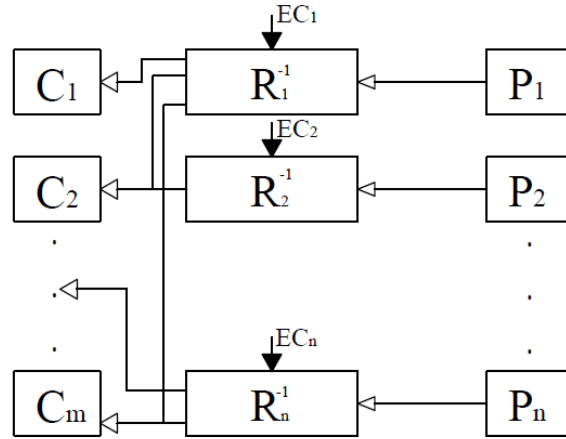 EC₁
C₁ R₁⁻¹ P₁
EC₂
C₂ R₂⁻¹ P₂
ECₙ
Cₘ Rₙ⁻¹ Pₙ